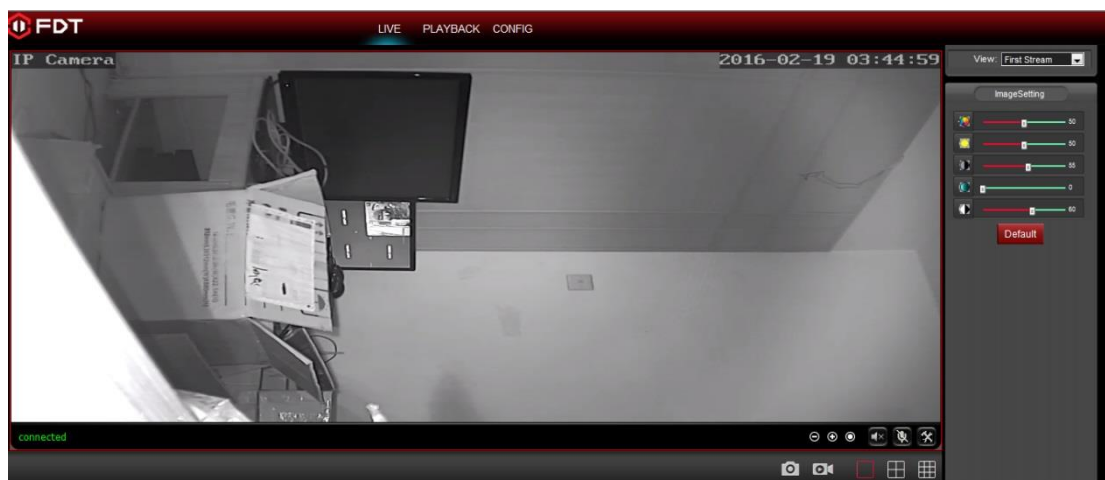 FDT
LIVE PLAYBACK CONFIG
IP Camera 2016-02-19 03:44:59
View: First Stream
ImageSetting
50
50
55
0
60
Default
connected